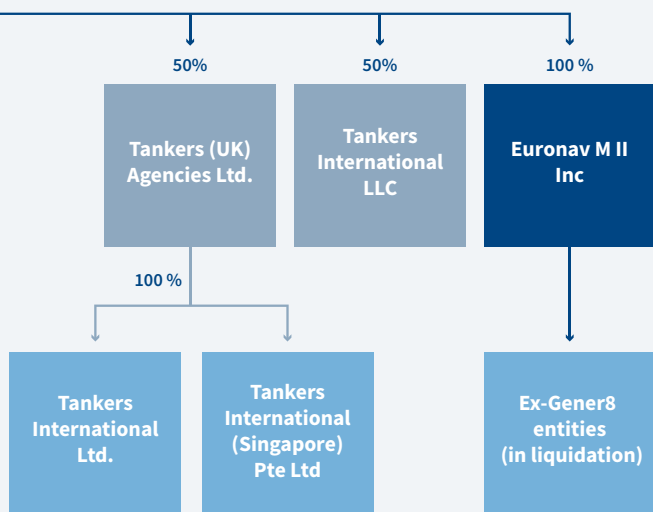 50%
50%
100 %
Tankers (UK)
Agencies Ltd.
Tankers
International
LLC
Euronav M II
Inc
100 %
Tankers
International
Ltd.
Tankers
International
(Singapore)
Pte Ltd
Ex-Gener8
entities
(in liquidation)